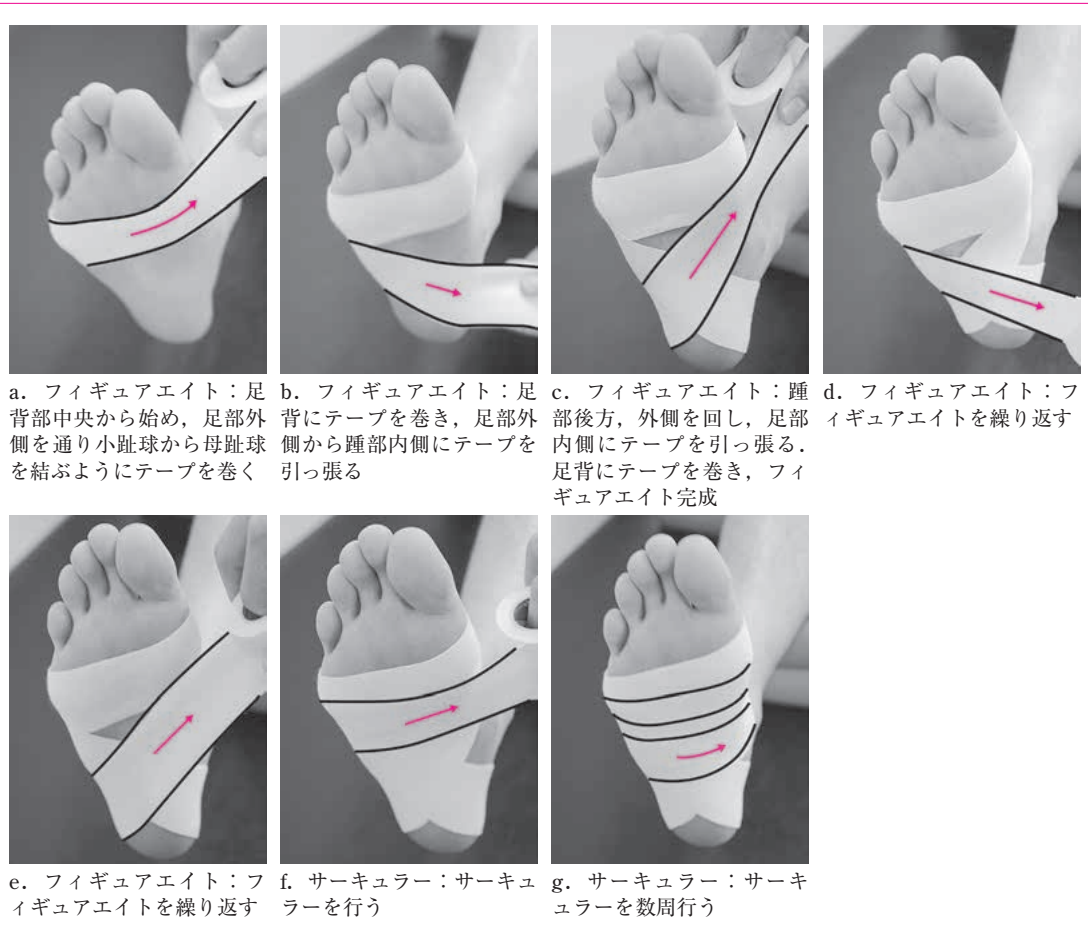 a．フィギュアエイト：足
背部中央から始め，足部外
側を通り小趾球から母趾球
を結ぶようにテープを巻く
b．フィギュアエイト：足
背にテープを巻き，足部外
側から踵部内側にテープを
引っ張る
c．フィギュアエイト：踵
部後方，外側を回し，足部
内側にテープを引っ張る．
足背にテープを巻き，フィ
ギュアエイト完成
d．フィギュアエイト：フ
ィギュアエイトを繰り返す
e．フィギュアエイト：フ
ィギュアエイトを繰り返す
f．サーキュラー：サーキュ
ラーを行う
g．サーキュラー：サーキ
ュラーを数周行う